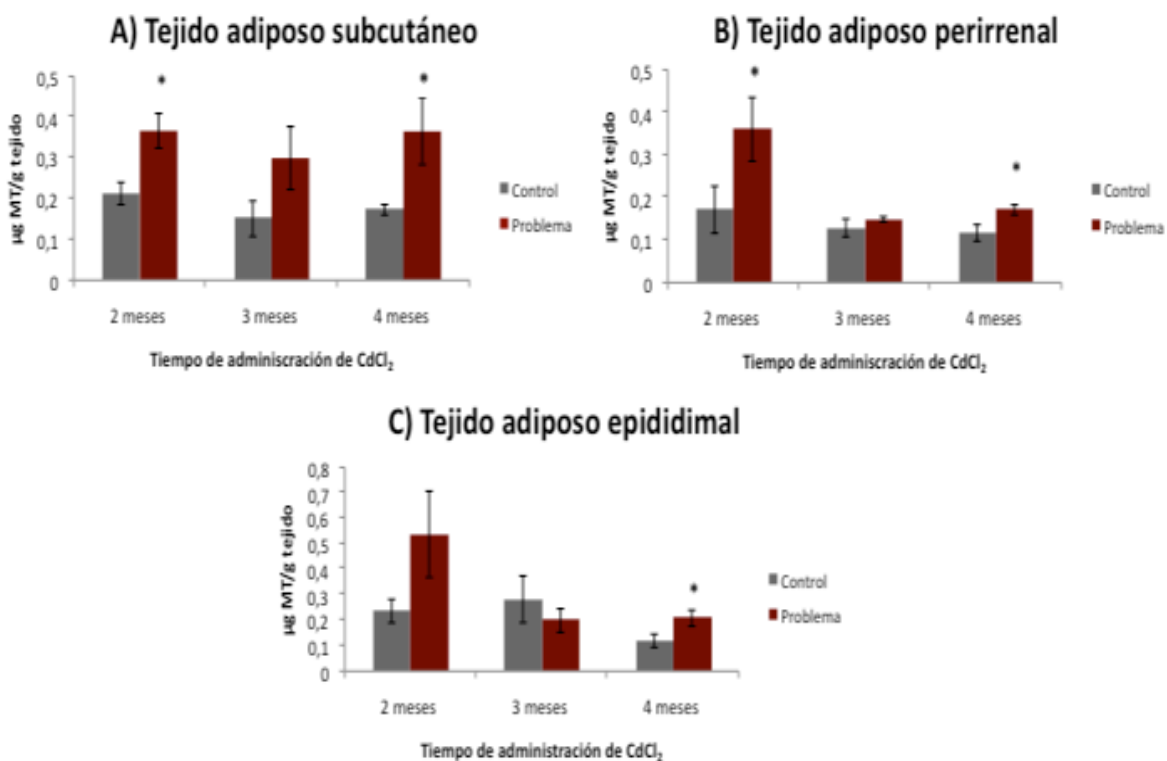 A) Tejido adiposo subcutáneo
*
*
0,5
0,4
0,3
0,2
0,1
0
µg MT/g tejido
Control
Problema
2 meses
3 meses
4 meses
Tiempo de adminiscración de CdCl₂
B) Tejido adiposo perirrenal
*
*
0,5
0,4
0,3
0,2
0,1
0
µg MT/g tejido
Control
Problema
2 meses
3 meses
4 meses
Tiempo de adminiscración de CdCl₂
C) Tejido adiposo epididimal
*
0,8
0,7
0,6
0,5
0,4
0,3
0,2
0,1
0
µg MT/g tejido
Control
Problema
2 meses
3 meses
4 meses
Tiempo de administración de CdCl₂